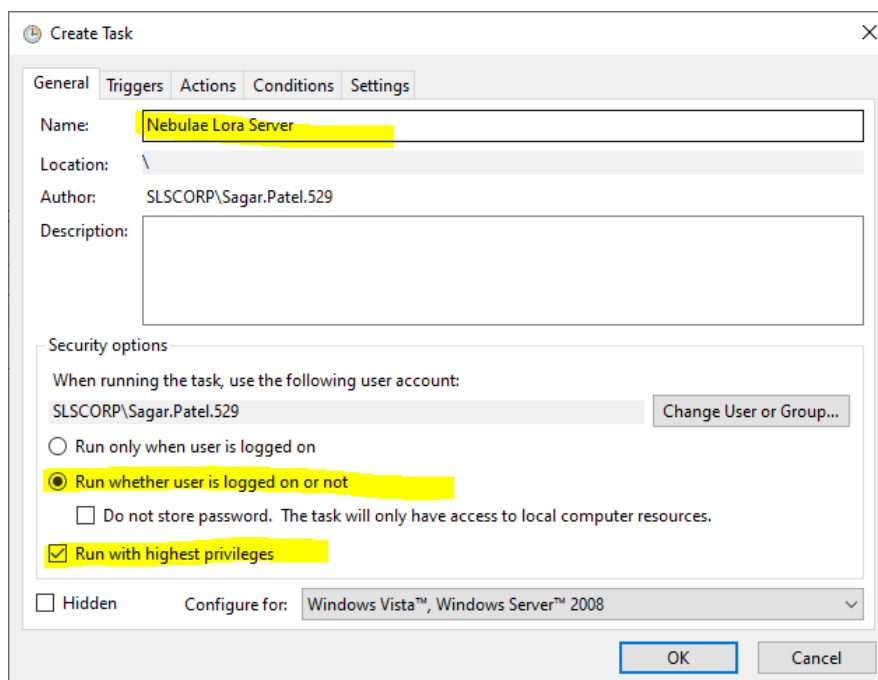 Create Task
General Triggers Actions Conditions Settings
Name: Nebulae Lora Server
Location: \
Author: SLSCORP\Sagar.Patel.529
Description:
Security options
When running the task, use the following user account:
SLSCORP\Sagar.Patel.529 Change User or Group...
Run only when user is logged on
Run whether user is logged on or not
Do not store password. The task will only have access to local computer resources.
Run with highest privileges
Hidden Configure for: Windows Vista™, Windows Server™ 2008
OK Cancel